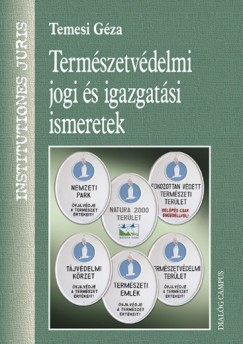 INSTITUTIONES JURIS
Temesi Géza
Természetvédelmi
jogi és igazgatási
ismeretek
NEMZETI
PARK
ÓVJA,VÉDJE
A TERMÉSZET
ÉRTÉKEIT!
NATURA 2000
TERÜLET
FOKOZOTTAN VÉDETT
TERMÉSZETI
TERÜLET
BELÉPÉS CSAK
ENGEDÉLLYEL!
TÁJVÉDELMI
KÖRZET
ÓVJA,VÉDJE
A TERMÉSZET
ÉRTÉKEIT!
TERMÉSZETI
EMLÉK
ÓVJA,VÉDJE
A TERMÉSZET
ÉRTÉKEIT!
TERMÉSZETVÉDELMI
TERÜLET
ÓVJA,VÉDJE
A TERMÉSZET
ÉRTÉKEIT!
DIALÓG CAMPUS